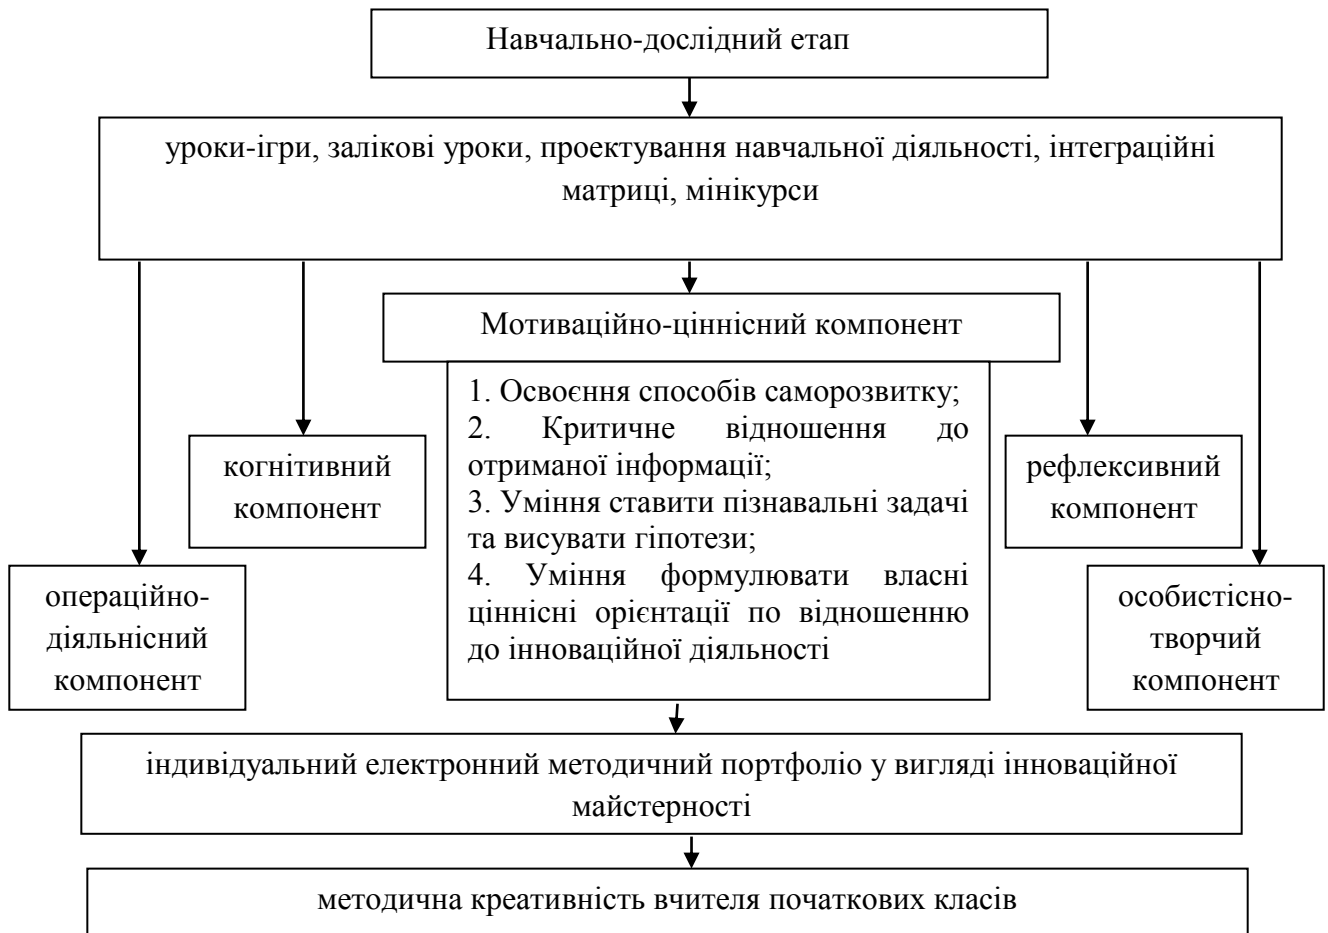 Навчально-дослідний етап
уроки-ігри, залікові уроки, проектування навчальної діяльності, інтеграційні
матриці, мінікурси
Мотиваційно-ціннісний компонент
1. Освоєння способів саморозвитку;
2. Критичне відношення до
отриманої інформації;
3. Уміння ставити пізнавальні задачі
та висувати гіпотези;
4. Уміння формулювати власні
ціннісні орієнтації по відношенню
до інноваційної діяльності
когнітивний
компонент
рефлексивний
компонент
операційно-
діяльнісний
компонент
особистісно-
творчий
компонент
індивідуальний електронний методичний портфоліо у вигляді інноваційної
майстерності
методична креативність вчителя початкових класів